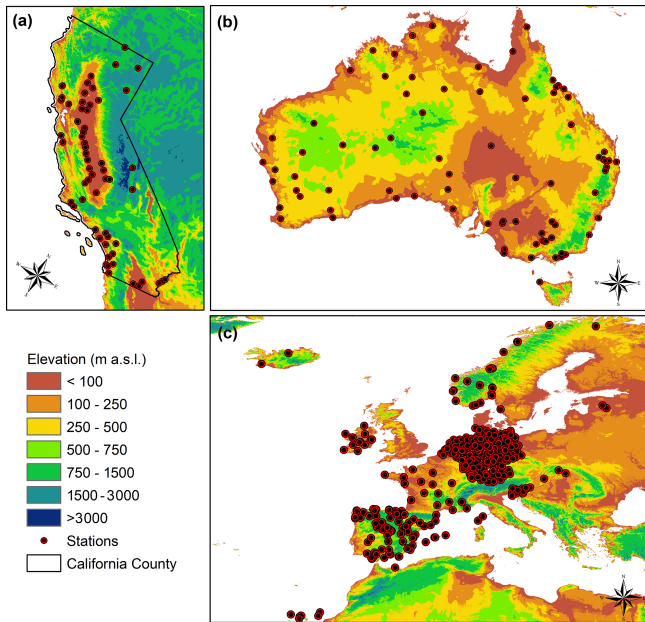 (a)
(b)
(c)
N
W
E
S
N
W
E
S
N
Elevation (m a.s.l.)
< 100
100 - 250
250 - 500
500 - 750
750 - 1500
1500 -3000
>3000
Stations
California County